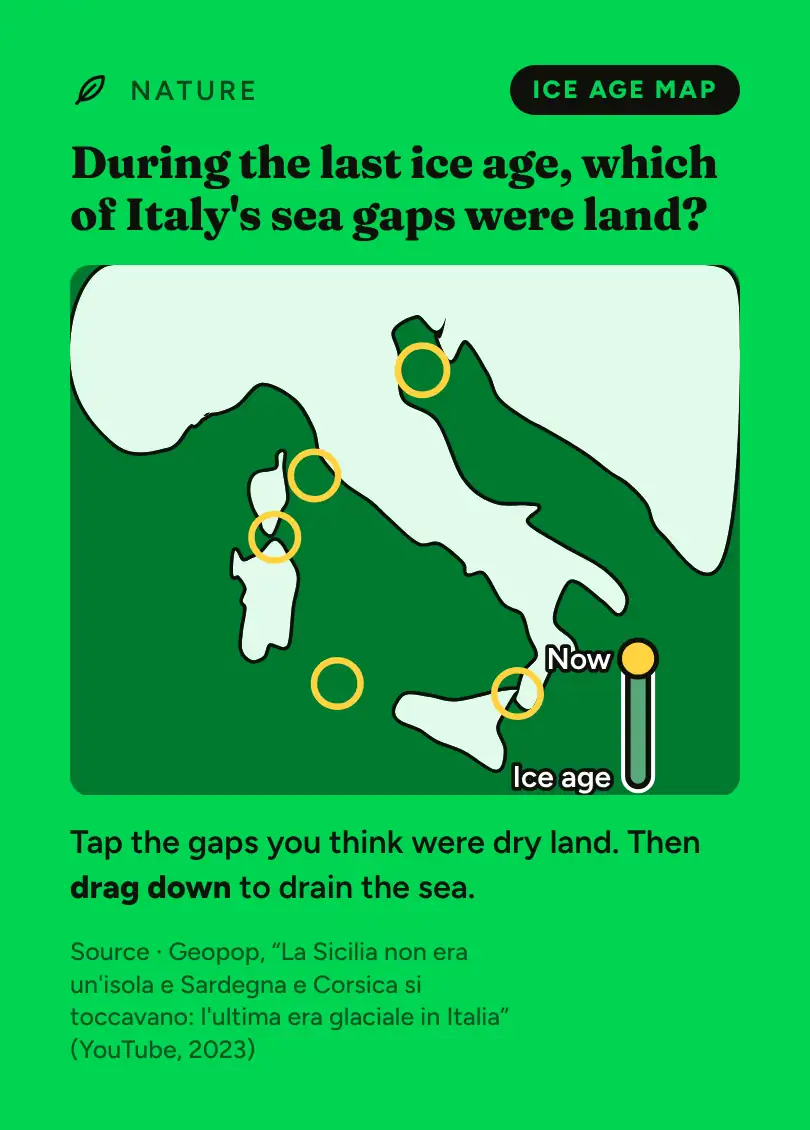 NATURE
ICE AGE MAP
During the last ice age, which
of Italy's sea gaps were land?
Now
Ice age
Tap the gaps you think were dry land. Then
drag down to drain the sea.
Source · Geopop, “La Sicilia non era
un'isola e Sardegna e Corsica si
toccavano: l'ultima era glaciale in Italia”
(YouTube, 2023)